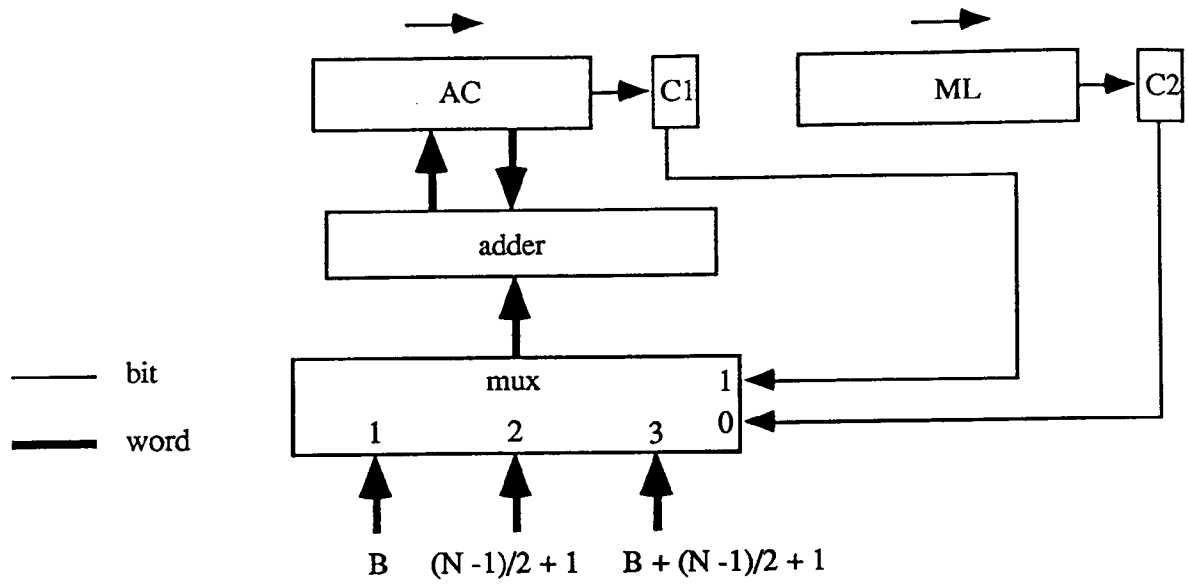 AC
C1
ML
C2
adder
bit
word
mux
1
0
1
2
3
B
(N -1)/2 + 1
B + (N -1)/2 + 1